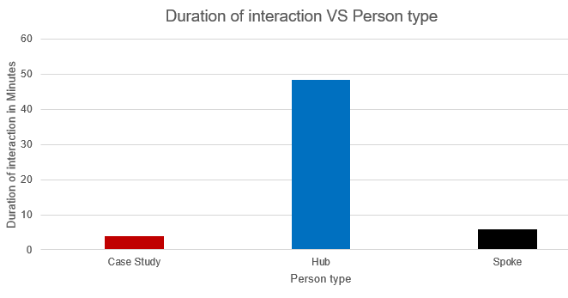 Duration of interaction VS Person type
Duration of interaction in Minutes
60
50
40
30
20
10
0
Case Study
Hub
Spoke
Person type